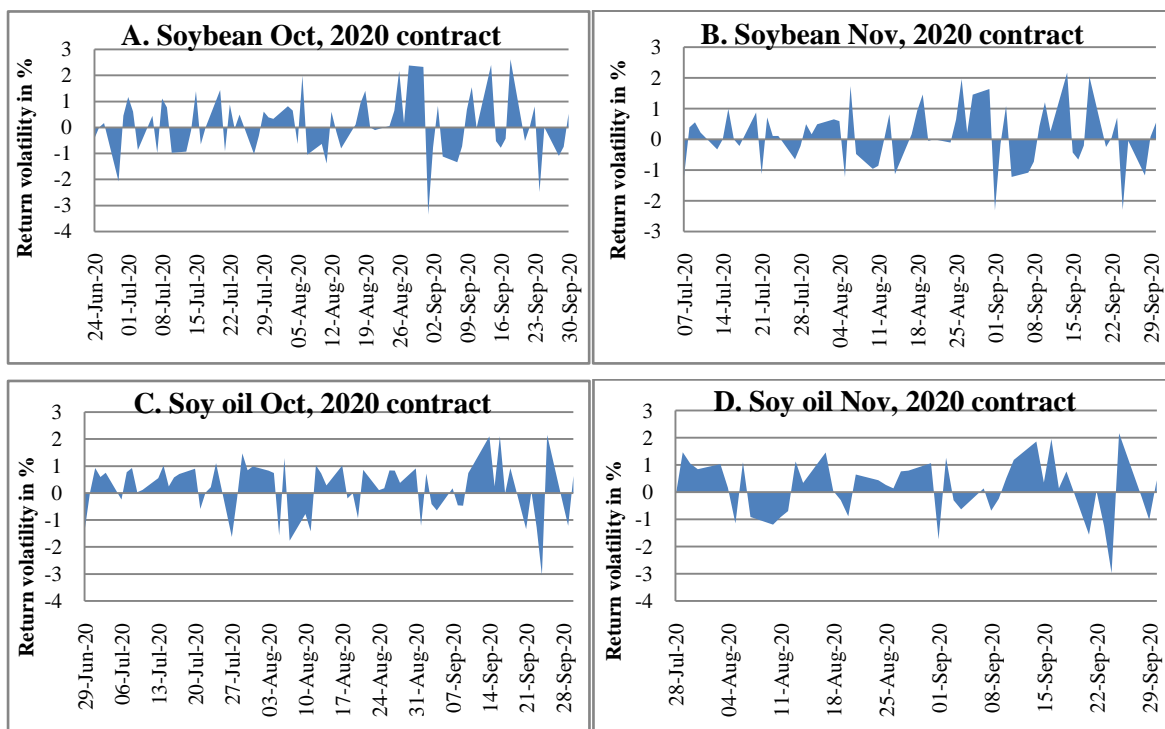 A. Soybean Oct, 2020 contract
Return volatility in %
3
2
1
0
-1
-2
-3
-4
24-Jun-20
01-Jul-20
08-Jul-20
15-Jul-20
22-Jul-20
29-Jul-20
05-Aug-20
12-Aug-20
19-Aug-20
26-Aug-20
02-Sep-20
09-Sep-20
16-Sep-20
23-Sep-20
30-Sep-20
B. Soybean Nov, 2020 contract
Return volatility in %
3
2
1
0
-1
-2
-3
07-Jul-20
14-Jul-20
21-Jul-20
28-Jul-20
04-Aug-20
11-Aug-20
18-Aug-20
25-Aug-20
01-Sep-20
08-Sep-20
15-Sep-20
22-Sep-20
29-Sep-20
C. Soy oil Oct, 2020 contract
Return volatility in %
3
2
1
0
-1
-2
-3
-4
29-Jun-20
06-Jul-20
13-Jul-20
20-Jul-20
27-Jul-20
03-Aug-20
10-Aug-20
17-Aug-20
24-Aug-20
31-Aug-20
07-Sep-20
14-Sep-20
21-Sep-20
28-Sep-20
D. Soy oil Nov, 2020 contract
Return volatility in %
3
2
1
0
-1
-2
-3
-4
28-Jul-20
04-Aug-20
11-Aug-20
18-Aug-20
25-Aug-20
01-Sep-20
08-Sep-20
15-Sep-20
22-Sep-20
29-Sep-20